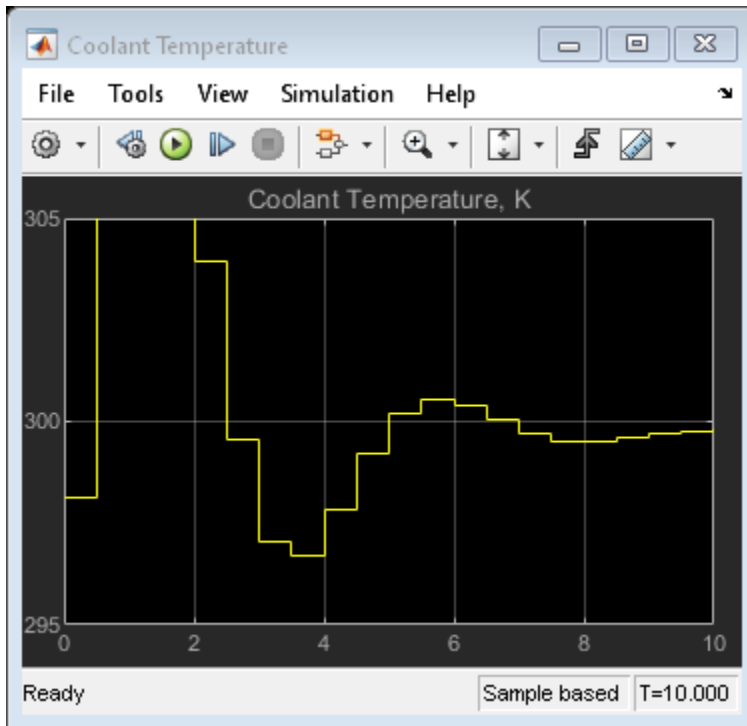 Coolant Temperature
File Tools View Simulation Help
Coolant Temperature, K
305
300
295
0 2 4 6 8 10
Ready Sample based T=10.000